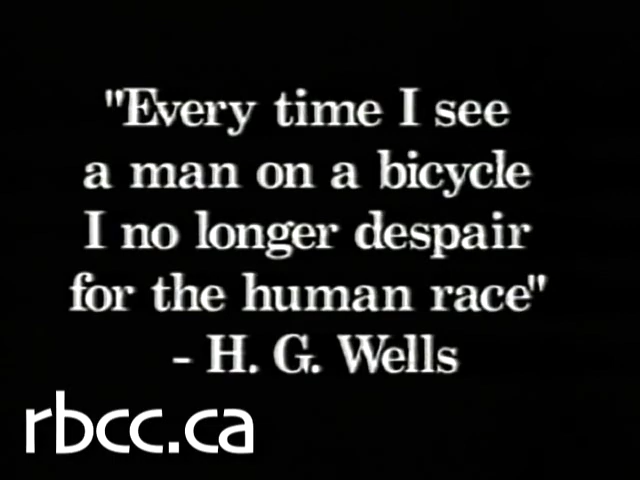 "Every time I see
a man on a bicycle
I no longer despair
for the human race"
- H. G. Wells
rbcc.ca